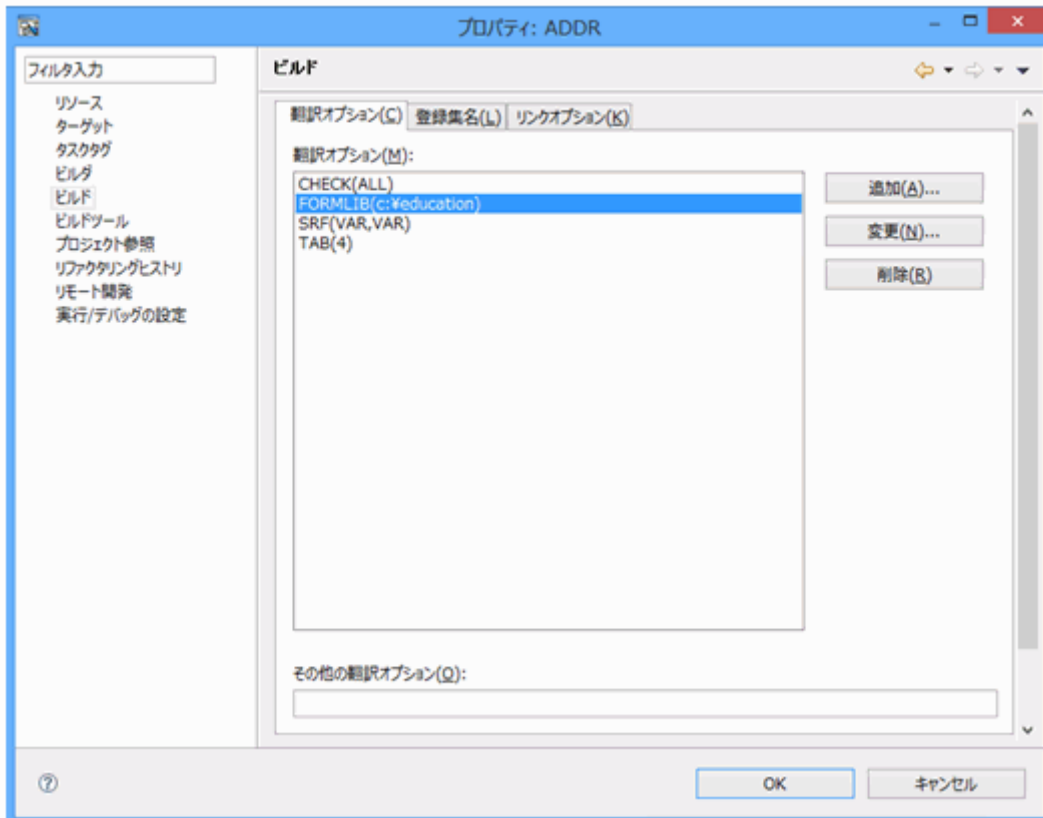 プロパティ: ADDR
フィルタ入力
リソース
ターゲット
タスクタグ
ビルダ
ビルド
ビルドツール
プロジェクト参照
リファクタリングヒストリ
リモート開発
実行/デバッグの設定
ビルド
翻訳オプション(C) 登録集名(L) リンクオプション(K)
翻訳オプション(M):
CHECK(ALL)
FORMLIB(c:¥education)
SRF(VAR,VAR)
TAB(4)
追加(A)...
変更(N)...
削除(R)
その他の翻訳オプション(O):
OK キャンセル